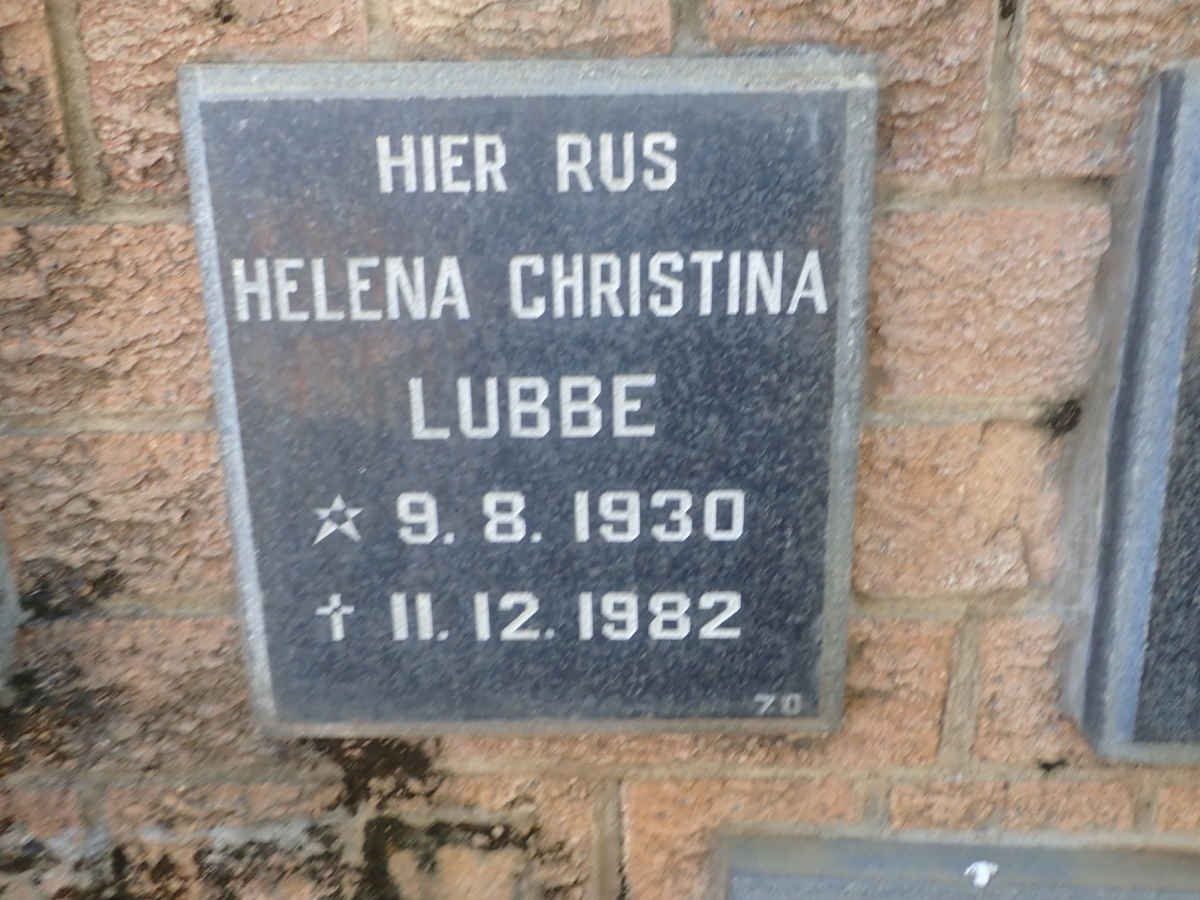 HIER RUS
HELENA CHRISTINA
LUBBE
☆ 9. 8. 1930
✝ 11. 12. 1982
70